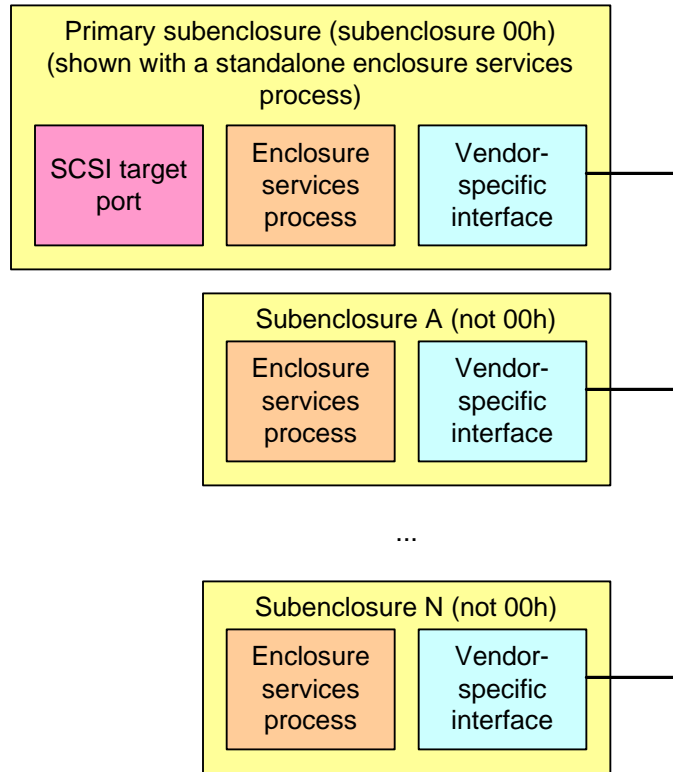 Primary subenclosure (subenclosure 00h)
(shown with a standalone enclosure services
process)
SCSI target
port
Enclosure
services
process
Vendor-
specific
interface
Subenclosure A (not 00h)
Enclosure
services
process
Vendor-
specific
interface
...
Subenclosure N (not 00h)
Enclosure
services
process
Vendor-
specific
interface